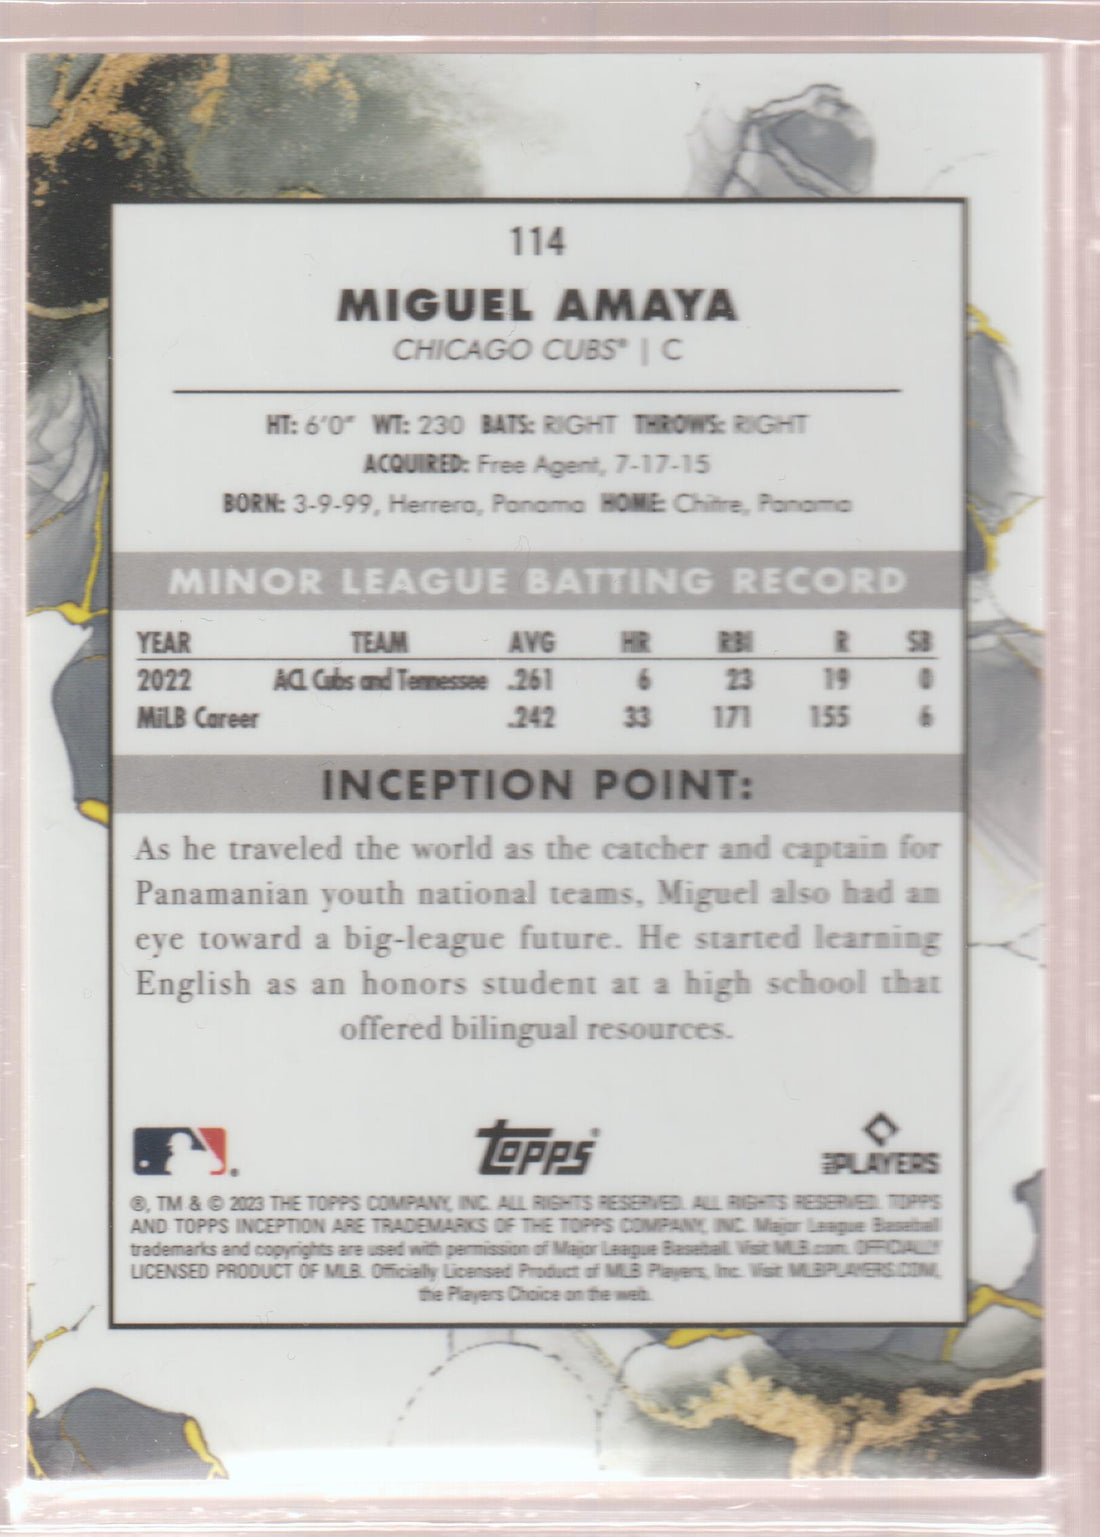 114
MIGUEL AMAYA
CHICAGO CUBS® | C
HT: 6'0" WT: 230 BATS: RIGHT THROWS: RIGHT
ACQUIRED: Free Agent, 7-17-15
BORN: 3-9-99, Herrera, Panama HOME: Chitre, Panama
MINOR LEAGUE BATTING RECORD
YEAR TEAM AVG HR RBI R SB
2022 ACL Cubs and Tennessee .261 6 23 19 0
MiLB Career .242 33 171 155 6
INCEPTION POINT:
As he traveled the world as the catcher and captain for
Panamanian youth national teams, Miguel also had an
eye toward a big-league future. He started learning
English as an honors student at a high school that
offered bilingual resources.
TOPPS®
MLB PLAYERS
®, TM & © 2023 THE TOPPS COMPANY, INC. ALL RIGHTS RESERVED. ALL RIGHTS RESERVED. TOPPS
AND TOPPS INCEPTION ARE TRADEMARKS OF THE TOPPS COMPANY, INC. Major League Baseball
trademarks and copyrights are used with permission of Major League Baseball. Visit MLB.com. OFFICIALLY
LICENSED PRODUCT OF MLB. Officially Licensed Product of MLB Players, Inc. Visit MLBPLAYERS.COM,
the Players Choice on the web.